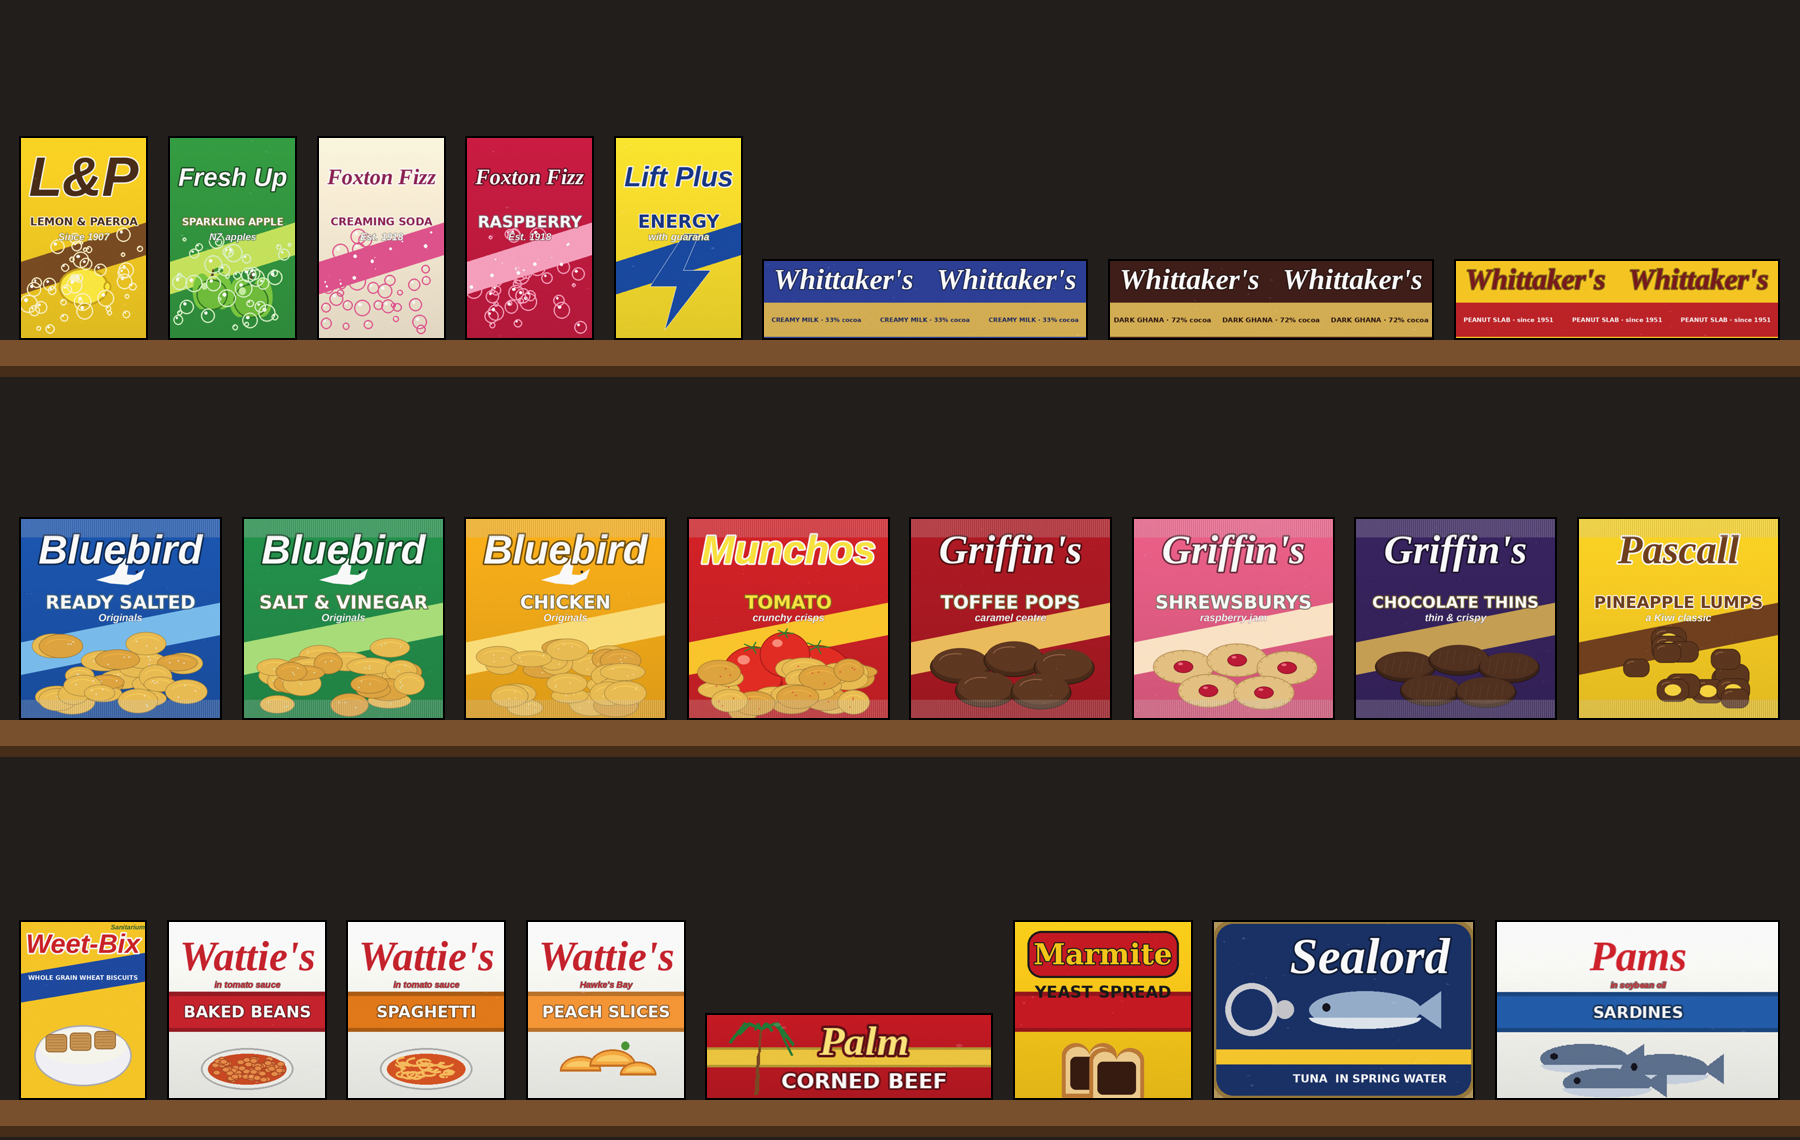 L&P
LEMON & PAEROA
Since 1907
Fresh Up
SPARKLING APPLE
NZ apples
Foxton Fizz
CREAMING SODA
Est. 1918
Foxton Fizz
RASPBERRY
Est. 1918
Lift Plus
ENERGY
with guarana
Whittaker's Whittaker's
CREAMY MILK · 33% cocoa CREAMY MILK · 33% cocoa CREAMY MILK · 33% cocoa
Whittaker's Whittaker's
DARK GHANA · 72% cocoa DARK GHANA · 72% cocoa DARK GHANA · 72% cocoa
Whittaker's Whittaker's
PEANUT SLAB · since 1951 PEANUT SLAB · since 1951 PEANUT SLAB · since 1951
Bluebird
READY SALTED
Originals
Bluebird
SALT & VINEGAR
Originals
Bluebird
CHICKEN
Originals
Munchos
TOMATO
crunchy crisps
Griffin's
TOFFEE POPS
caramel centre
Griffin's
SHREWSBURYS
raspberry jam
Griffin's
CHOCOLATE THINS
thin & crispy
Pascall
PINEAPPLE LUMPS
a Kiwi classic
Sanitarium
Weet-Bix
WHOLE GRAIN WHEAT BISCUITS
Wattie's
in tomato sauce
BAKED BEANS
Wattie's
in tomato sauce
SPAGHETTI
Wattie's
Hawke's Bay
PEACH SLICES
Palm
CORNED BEEF
Marmite
YEAST SPREAD
Sealord
TUNA IN SPRING WATER
Pams
in soybean oil
SARDINES